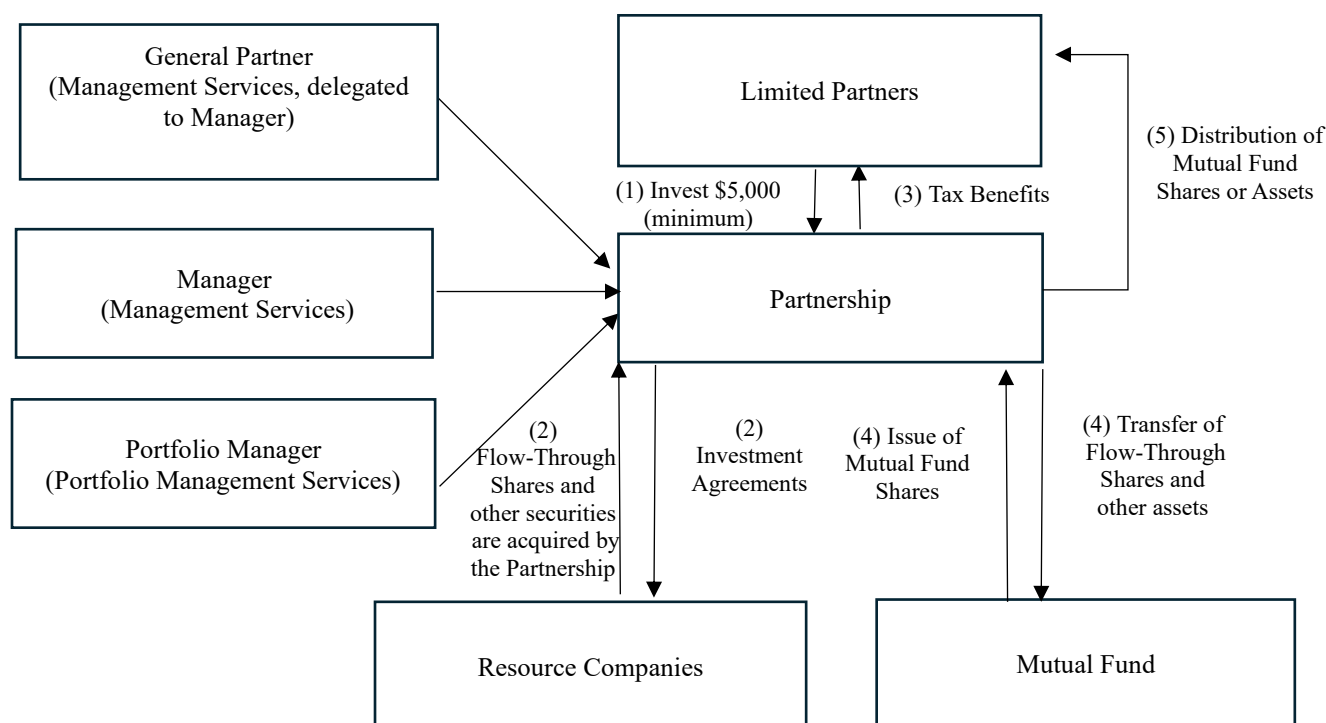 General Partner
(Management Services, delegated
to Manager)
Limited Partners
(5) Distribution of
Mutual Fund
Shares or Assets
(1) Invest $5,000
(minimum)
(3) Tax Benefits
Manager
(Management Services)
Partnership
Portfolio Manager
(Portfolio Management Services)
(2)
Flow-Through
Shares and
other securities
are acquired by
the Partnership
(2)
Investment
Agreements
(4) Issue of
Mutual Fund
Shares
(4) Transfer of
Flow-Through
Shares and
other assets
Resource Companies
Mutual Fund